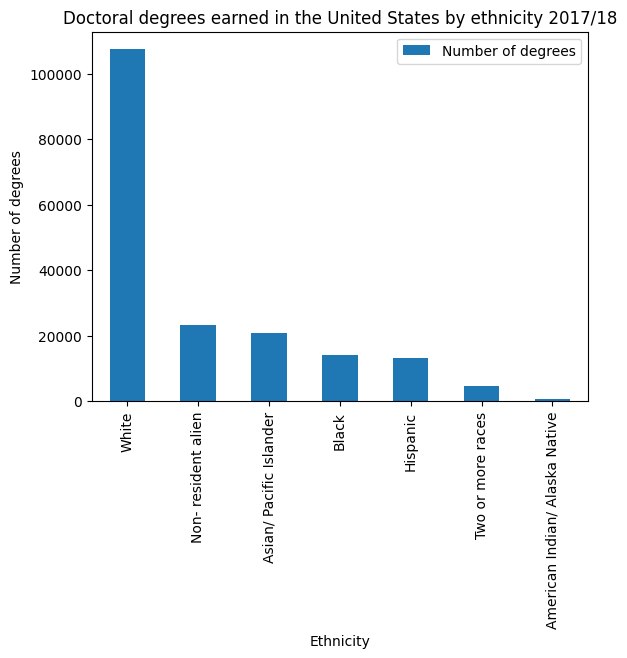 Doctoral degrees earned in the United States by ethnicity 2017/18
Number of degrees
Number of degrees
100000
80000
60000
40000
20000
0
White
Non- resident alien
Asian/ Pacific Islander
Black
Hispanic
Two or more races
American Indian/ Alaska Native
Ethnicity